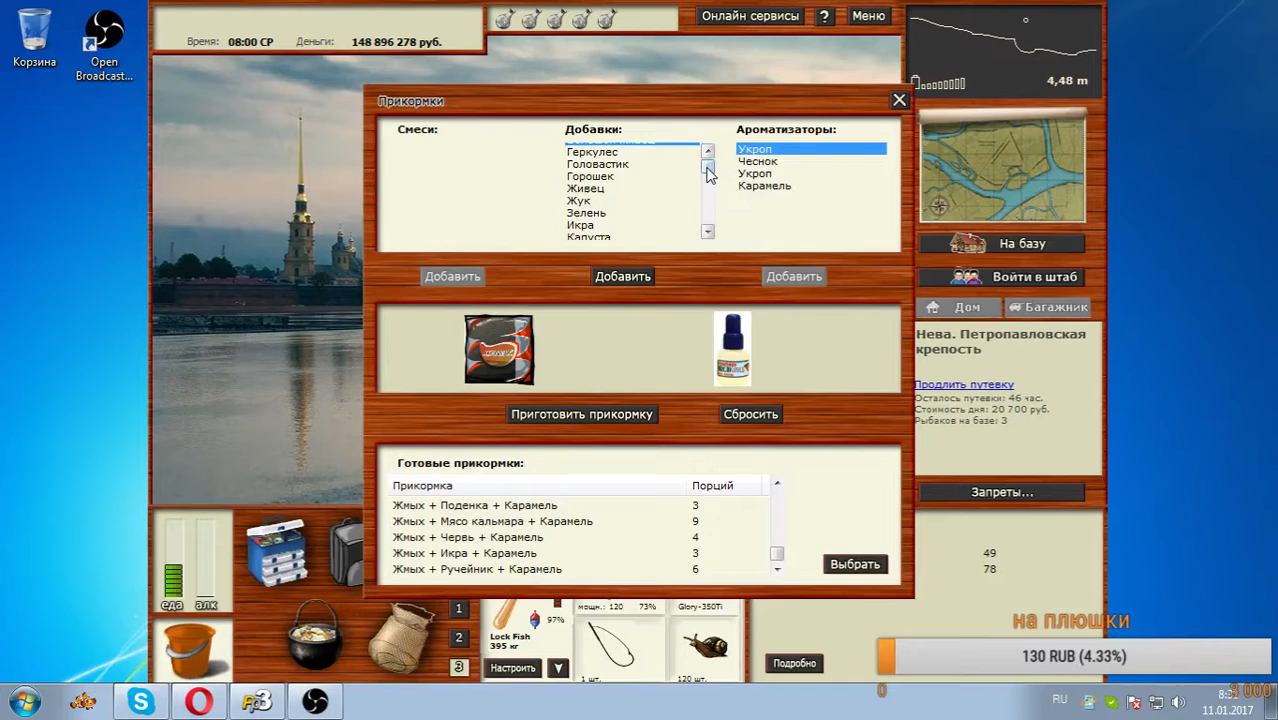 Корзина
Open
Broadcast...
Время: 08:00 СР Деньги: 148 896 278 руб.
Онлайн сервисы
?
Меню
4,48 m
Прикормки
Смеси:
Добавки:
Ароматизаторы:
Геркулес
Головастик
Горошек
Живец
Жук
Зелень
Икра
Капуста
Укроп
Чеснок
Укроп
Карамель
Добавить
Добавить
Добавить
На базу
Войти в штаб
Дом
Багажник
Нева. Петропавловская
крепость
Продлить путевку
Осталось путевки: 46 час.
Стоимость дня: 20 700 руб.
Рыбаков на базе: 3
Приготовить прикормку
Сбросить
Готовые прикормки:
Прикормка Порций
Жмых + Поденка + Карамель 3
Жмых + Мясо кальмара + Карамель 9
Жмых + Червь + Карамель 4
Жмых + Икра + Карамель 3
Жмых + Ручейник + Карамель 6
Выбрать
Запреты...
49
78
еда
алк
1
2
3
97%
Lock Fish
395 кг
Настроить
мощн.: 120 73%
1 шт.
Glory-350Ti
120 шт.
Подробно
на плюшки
130 RUB (4.33%)
0
3 000
RU
11.01.2017